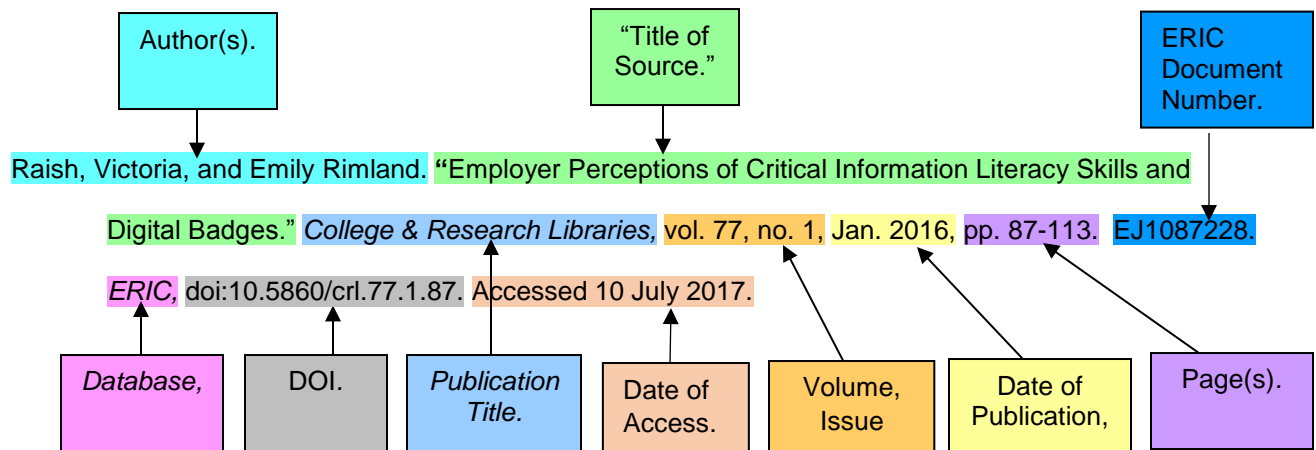 Author(s).
“Title of
Source.”
ERIC
Document
Number.
Raish, Victoria, and Emily Rimland. “Employer Perceptions of Critical Information Literacy Skills and
Digital Badges.” College & Research Libraries, vol. 77, no. 1, Jan. 2016, pp. 87-113. EJ1087228.
ERIC, doi:10.5860/crl.77.1.87. Accessed 10 July 2017.
Database,
DOI.
Publication
Title.
Date of
Access.
Volume,
Issue
Date of
Publication,
Page(s).